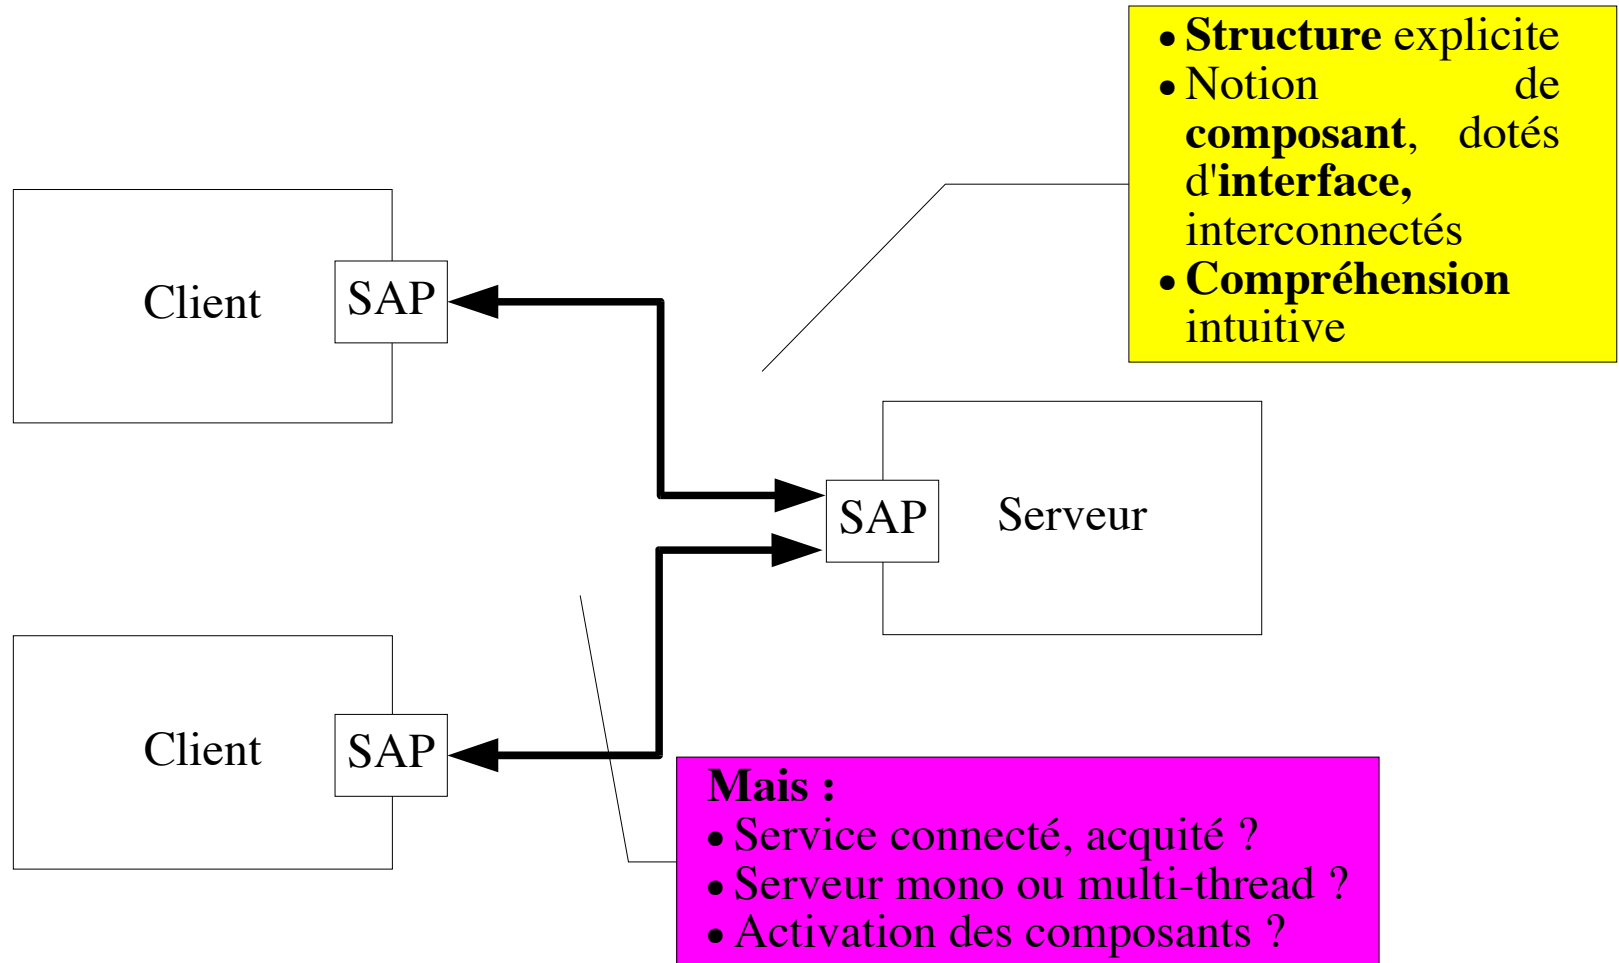 • Structure explicite
• Notion de
composant, dotés
d'interface,
interconnectés
• Compréhension
intuitive
Client
SAP
SAP
Serveur
Client
SAP
Mais :
• Service connecté, acquité ?
• Serveur mono ou multi-thread ?
• Activation des composants ?